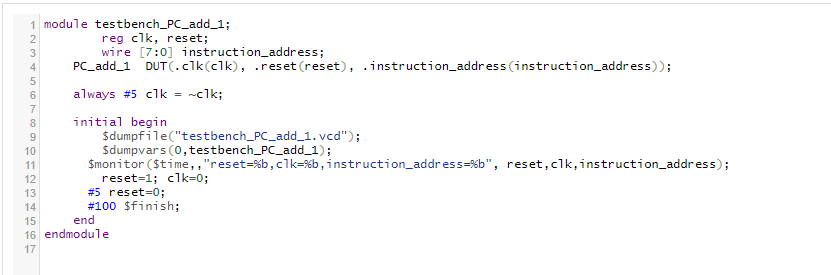 1 module testbench_PC_add_1;
2 reg clk, reset;
3 wire [7:0] instruction_address;
4 PC_add_1 DUT(.clk(clk), .reset(reset), .instruction_address(instruction_address));
5
6 always #5 clk = ~clk;
7
8 initial begin
9 $dumpfile("testbench_PC_add_1.vcd");
10 $dumpvars(0,testbench_PC_add_1);
11 $monitor($time,,"reset=%b,clk=%b,instruction_address=%b", reset,clk,instruction_address);
12 reset=1; clk=0;
13 #5 reset=0;
14 #100 $finish;
15 end
16 endmodule
17